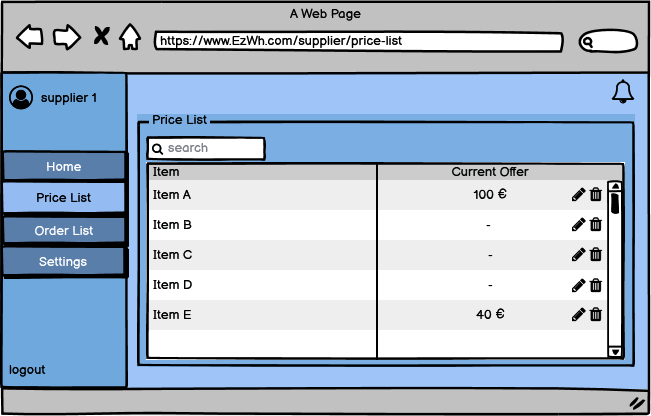 A Web Page
https://www.EzWh.com/supplier/price-list
supplier 1
Home
Price List
Order List
Settings
logout
Price List
search
Item Current Offer
Item A 100 €
Item B -
Item C -
Item D -
Item E 40 €